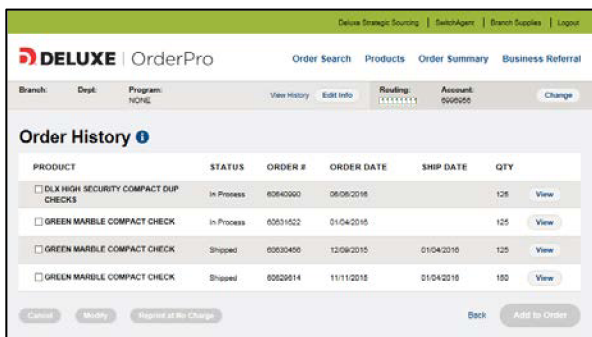 Deluxe Strategic Sourcing | SwitchAgent | Branch Supplies | Logout
DELUXE | OrderPro
Order Search Products Order Summary Business Referral
Branch: Dept: Program: View History Edit Info Routing: Account: Change
NONE 111111111 6996956
Order History i
PRODUCT STATUS ORDER # ORDER DATE SHIP DATE QTY
DLX HIGH SECURITY COMPACT DUP In Process 60640990 06/06/2016 125 View
CHECKS
GREEN MARBLE COMPACT CHECK In Process 60631522 01/04/2016 125 View
GREEN MARBLE COMPACT CHECK Shipped 60630456 12/09/2015 01/04/2016 125 View
GREEN MARBLE COMPACT CHECK Shipped 60629614 11/11/2015 01/04/2016 150 View
Cancel Modify Reprint at No Charge Back Add to Order